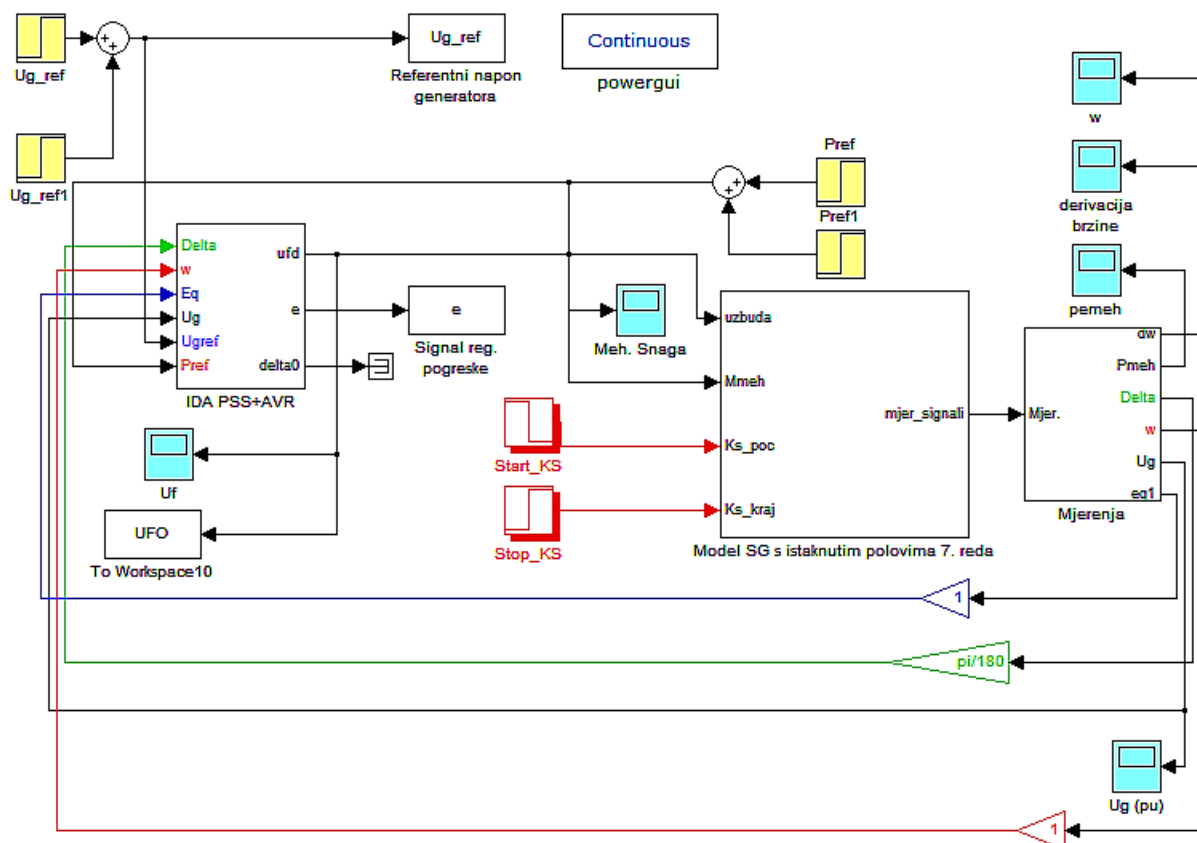 Ug_ref
Ug_ref
Referentni napon
generatora
Continuous
powergui
w
Ug_ref1
Pref
Pref1
derivacija
brzine
pemeh
Delta
w
Eq
Ug
Ugref
Pref
ufd
e
delta0
IDA PSS+AVR
e
Signal reg.
pogreske
Meh. Snaga
uzbuda
Mmeh
Ks_poc
Ks_kraj
mjer_signali
Model SG s istaknutim polovima 7. reda
Mjer.
dw
Pmeh
Delta
w
Ug
eq1
Mjerenja
Start_KS
Stop_KS
Uf
UFO
To Workspace10
1
pi/180
Ug (pu)
1